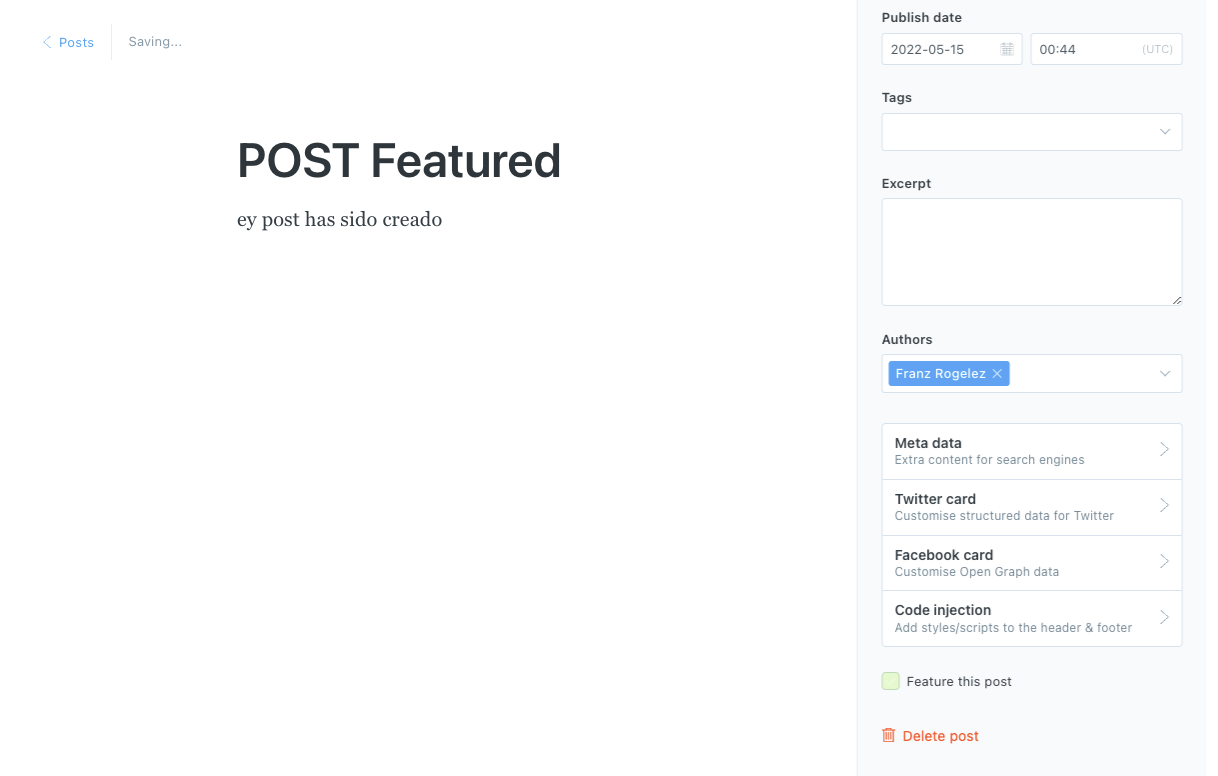 Posts
Saving...
POST Featured
ey post has sido creado
Publish date
2022-05-15
00:44 (UTC)
Tags
Excerpt
Authors
Franz Rogelez
Meta data
Extra content for search engines
Twitter card
Customise structured data for Twitter
Facebook card
Customise Open Graph data
Code injection
Add styles/scripts to the header & footer
Feature this post
Delete post